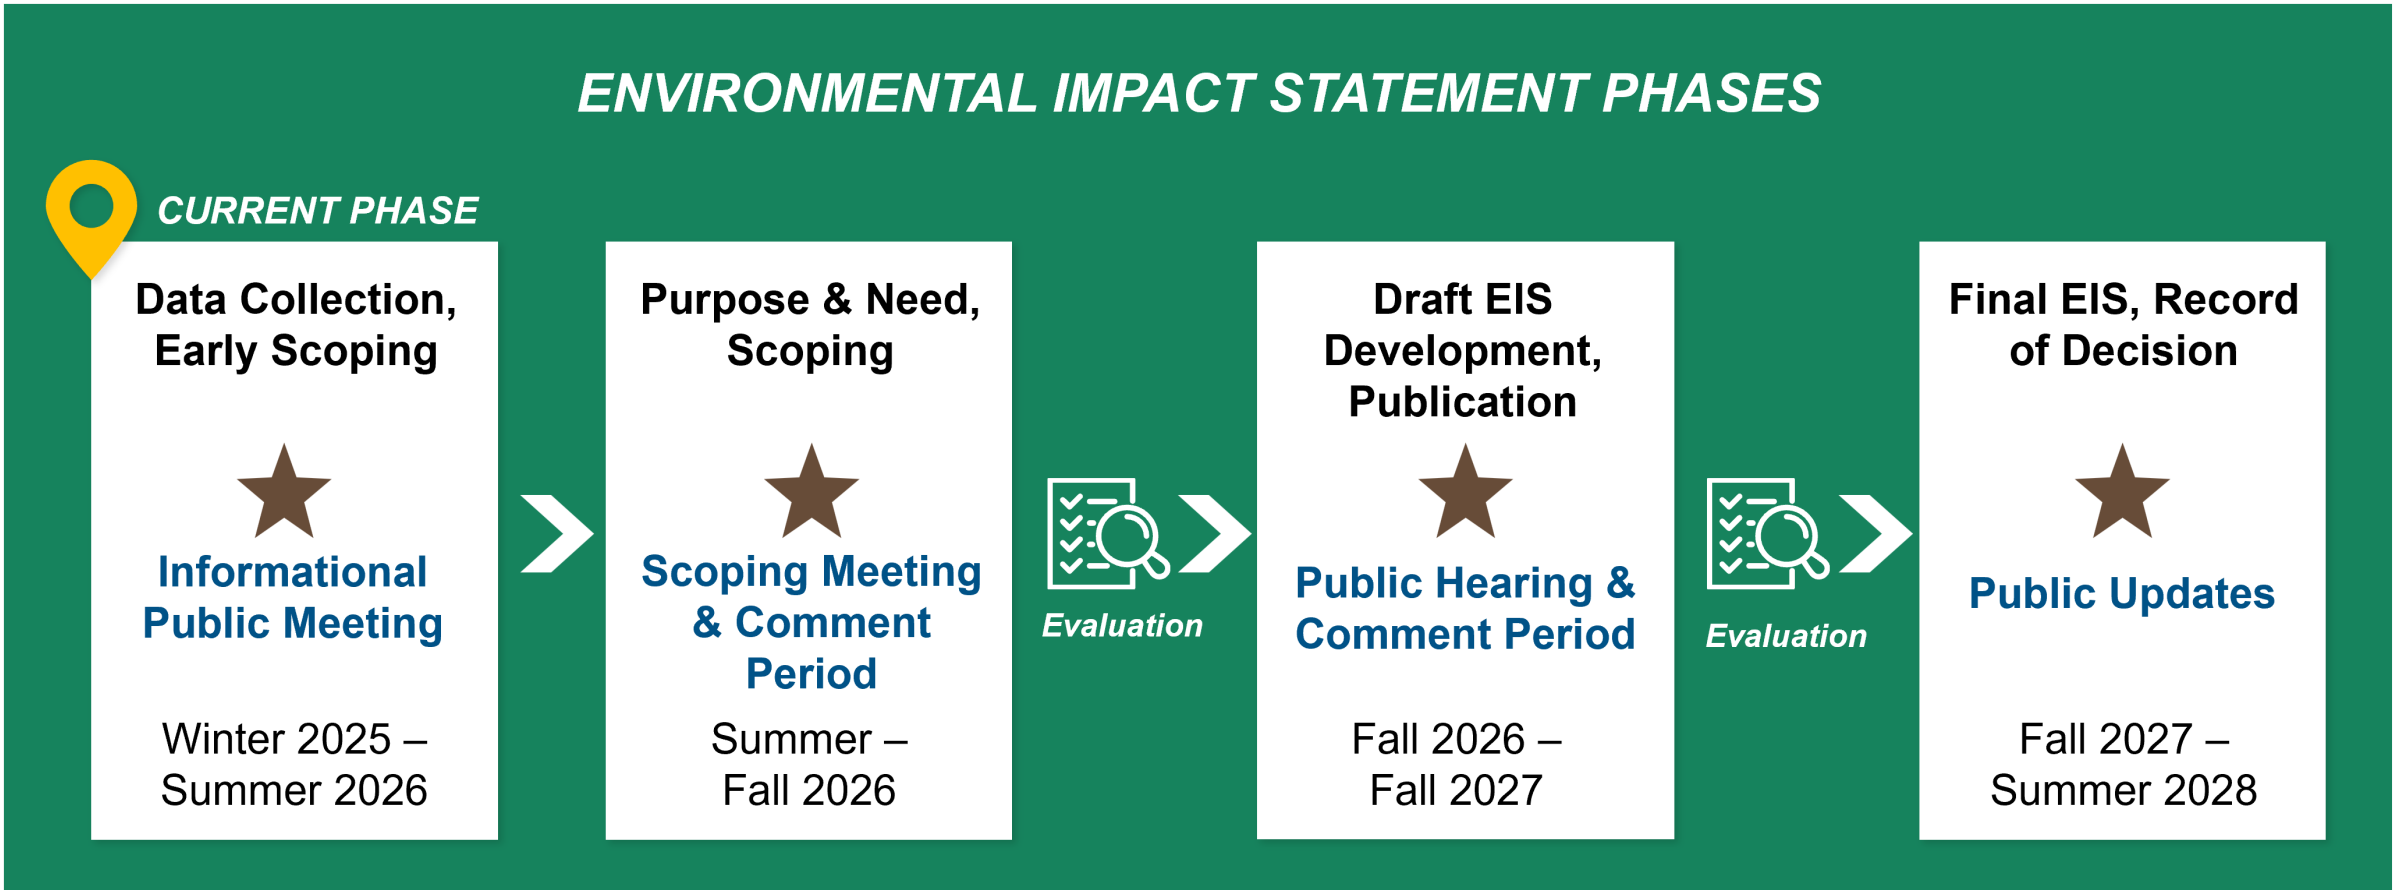 ENVIRONMENTAL IMPACT STATEMENT PHASES
CURRENT PHASE
Data Collection,
Early Scoping
Informational
Public Meeting
Winter 2025 –
Summer 2026
Purpose & Need,
Scoping
Scoping Meeting
& Comment
Period
Summer –
Fall 2026
Evaluation
Draft EIS
Development,
Publication
Public Hearing &
Comment Period
Fall 2026 –
Fall 2027
Evaluation
Final EIS, Record
of Decision
Public Updates
Fall 2027 –
Summer 2028